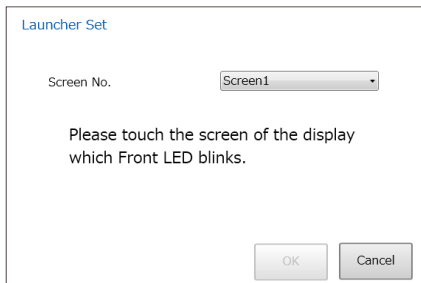 Launcher Set
Screen No.
Screen1
Please touch the screen of the display
which Front LED blinks.
OK
Cancel